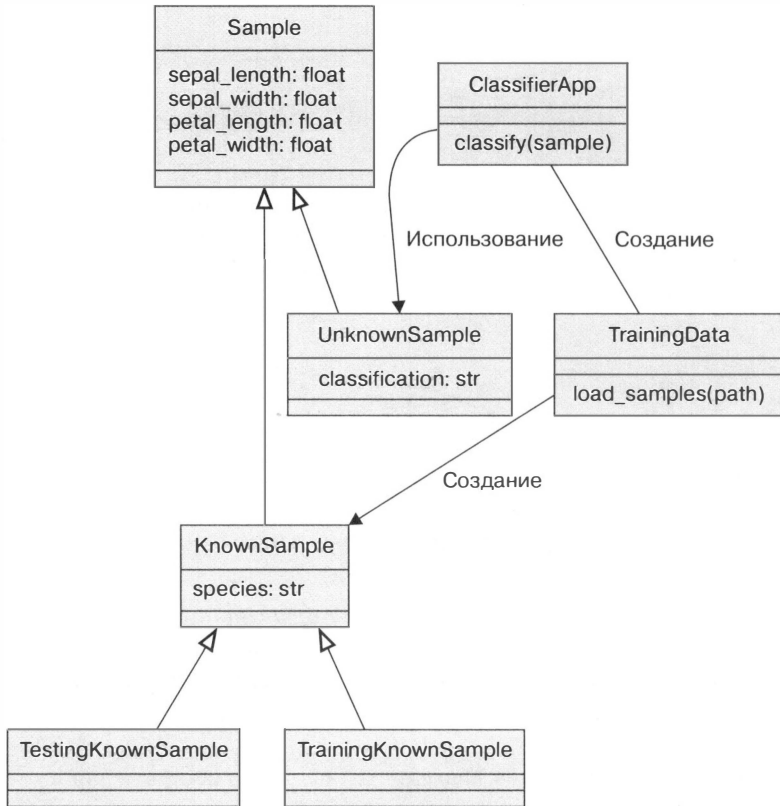 Sample
sepal_length: float
sepal_width: float
petal_length: float
petal_width: float
ClassifierApp
classify(sample)
Использование
Создание
UnknownSample
classification: str
TrainingData
load_samples(path)
Создание
KnownSample
species: str
TestingKnownSample
TrainingKnownSample